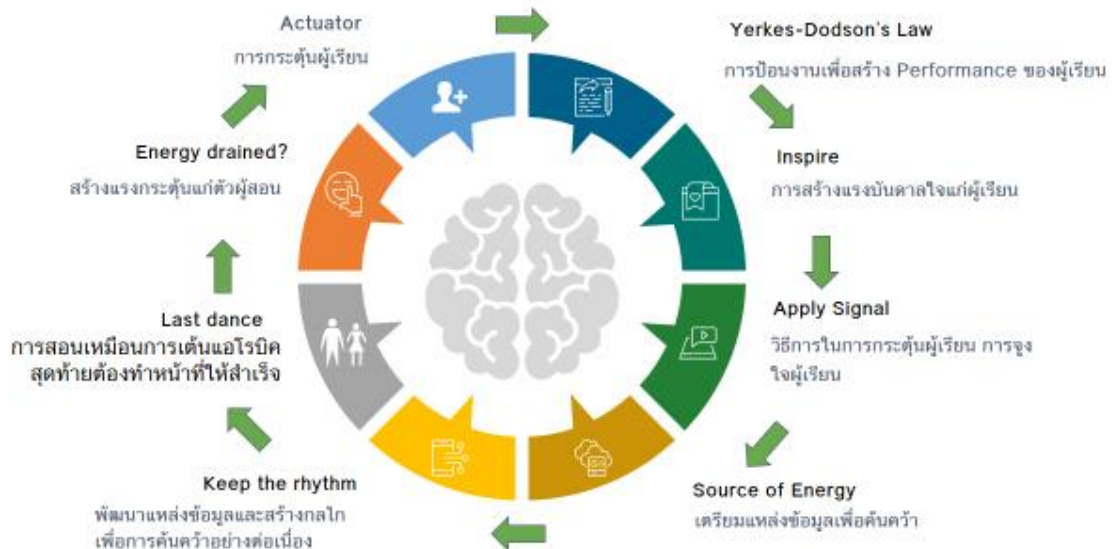 Actuator
การกระตุ้นผู้เรียน
Yerkes-Dodson's Law
การป้อนงานเพื่อสร้าง Performance ของผู้เรียน
Inspire
การสร้างแรงบันดาลใจแก่ผู้เรียน
Apply Signal
วิธีการในการกระตุ้นผู้เรียน การจูง
ใจผู้เรียน
Source of Energy
เตรียมแหล่งข้อมูลเพื่อค้นคว้า
Keep the rhythm
พัฒนาแหล่งข้อมูลและสร้างกลไก
เพื่อการค้นคว้าอย่างต่อเนื่อง
Last dance
การสอนเหมือนการเต้นแอโรบิค
สุดท้ายต้องทำหน้าที่ให้สำเร็จ
Energy drained?
สร้างแรงกระตุ้นแก่ตัวผู้สอน